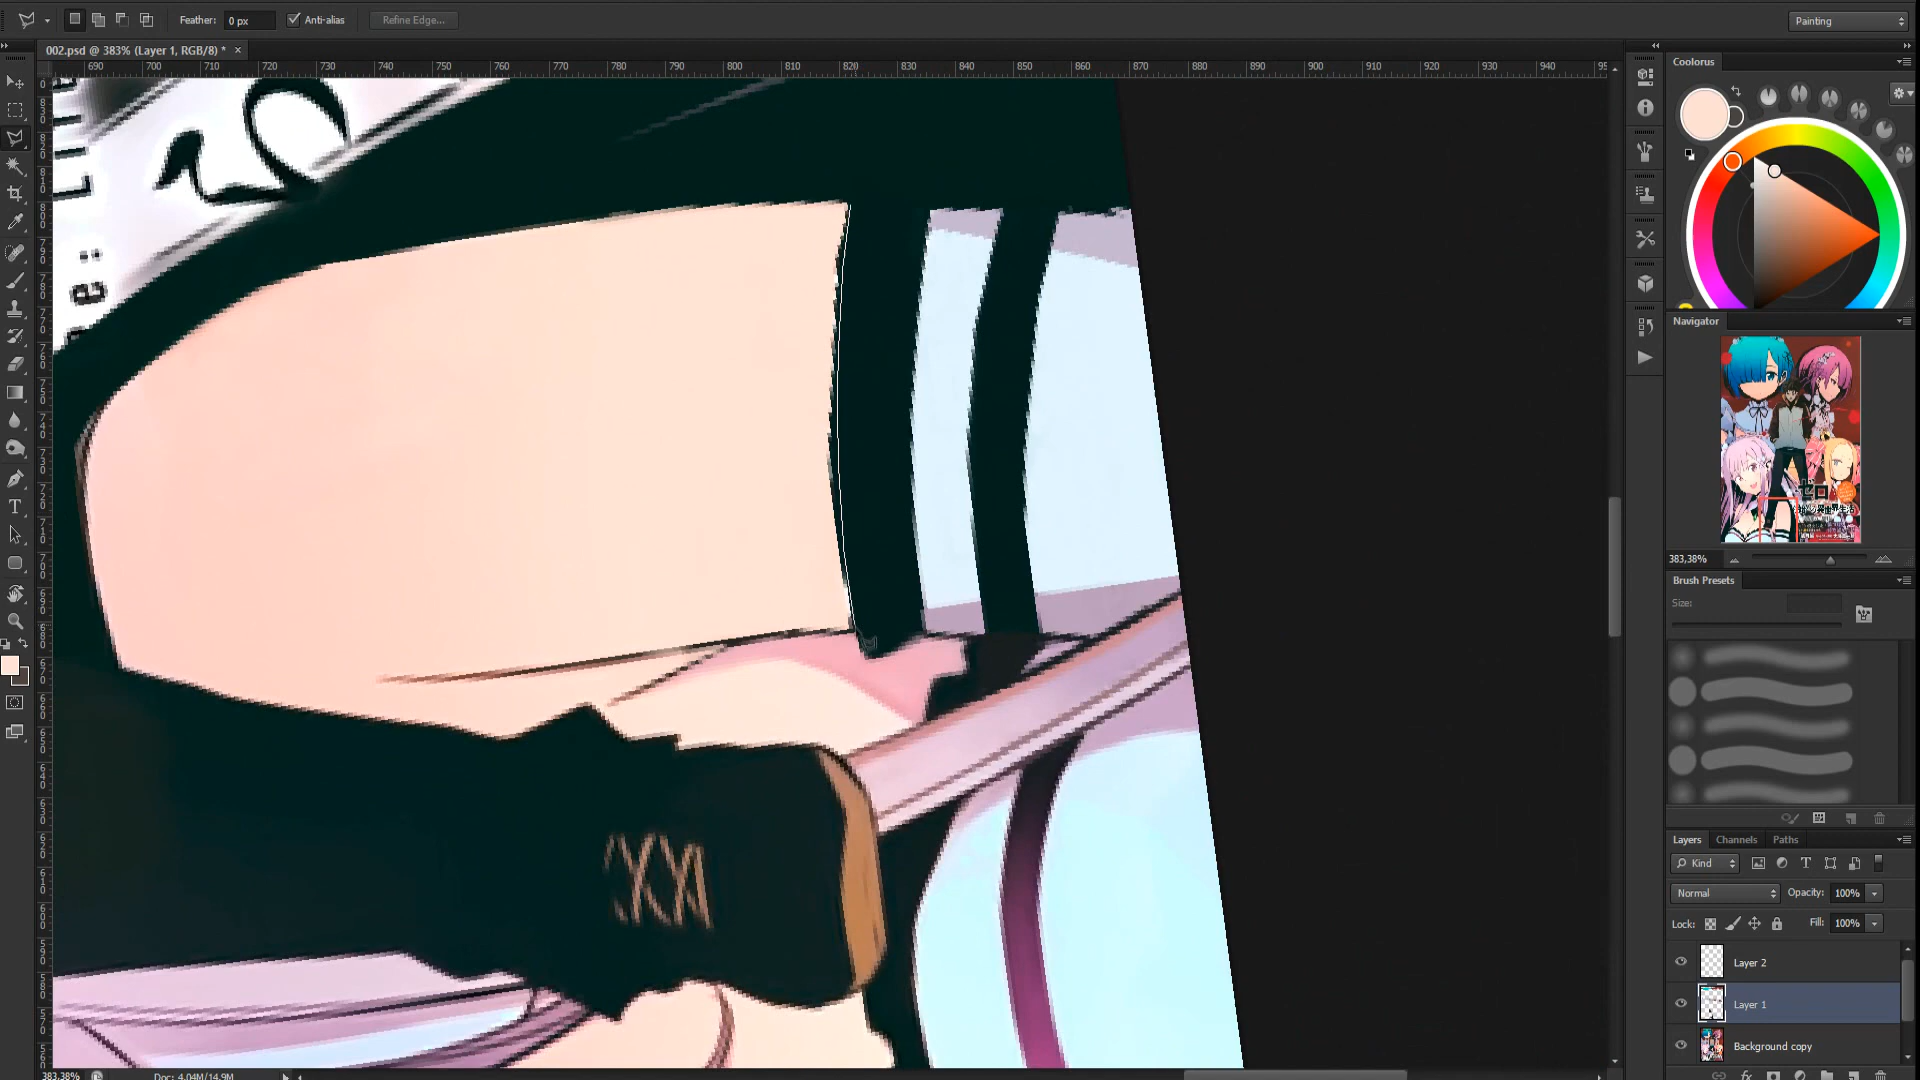 Feather: 0 px Anti-alias Refine Edge... Painting
002.psd @ 383% (Layer 1, RGB/8) * ×
690 700 710 720 730 740 750 760 770 780 790 800 810 820 830 840 850 860 870 880 890 900 910 920 930 940
Coolorus
Navigator
383,38%
Brush Presets
Size:
Layers Channels Paths
Kind
Normal Opacity: 100%
Lock: Fill: 100%
Layer 2
Layer 1
Background copy
383,38% Doc: 4,04M/14,9M